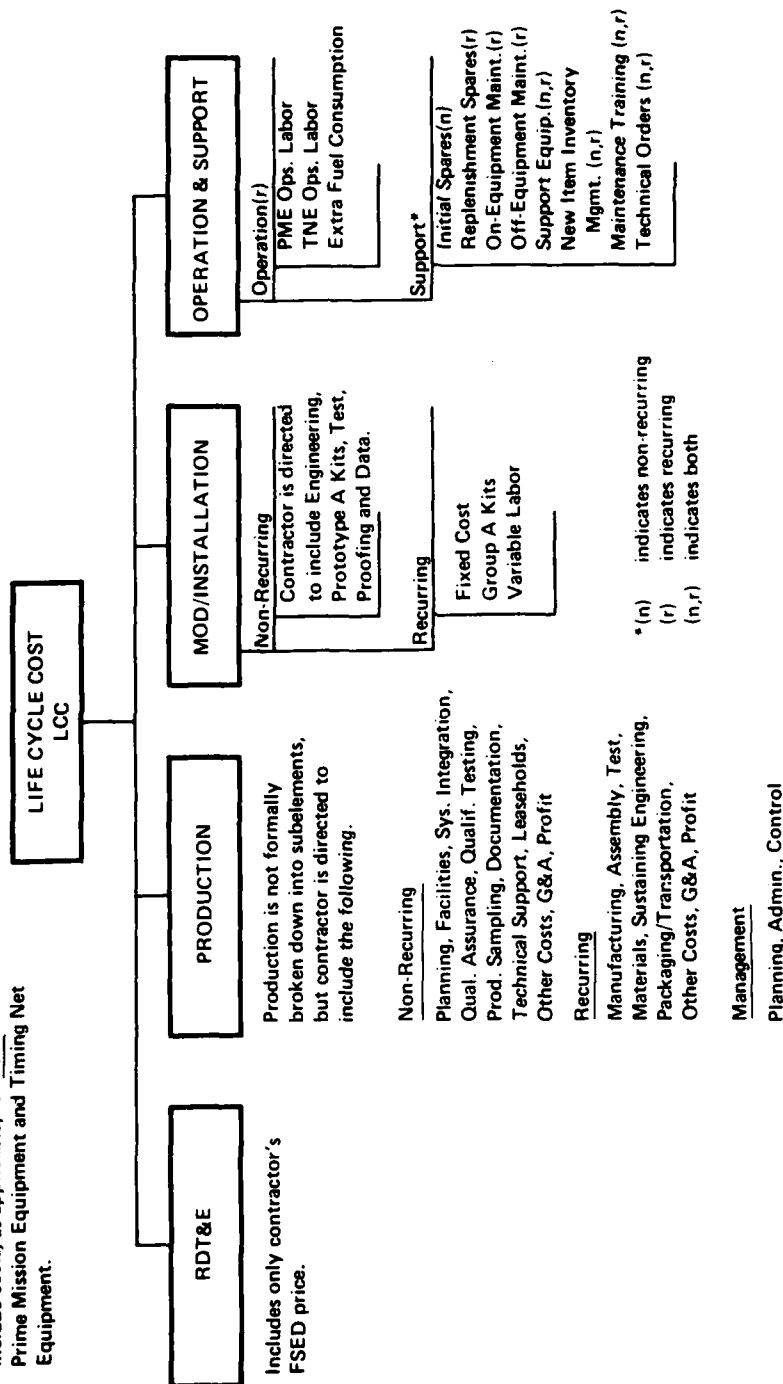 Prime Mission Equipment and Timing Net
Equipment.
LIFE CYCLE COST
LCC
RDT&E
Includes only contractor's
FSED price.
PRODUCTION
Production is not formally
broken down into subelements,
but contractor is directed to
include the following.
Non-Recurring
Planning, Facilities, Sys. Integration,
Qual. Assurance, Qualif. Testing,
Prod. Sampling, Documentation,
Technical Support, Leaseholds,
Other Costs, G&A, Profit
Recurring
Manufacturing, Assembly, Test,
Materials, Sustaining Engineering,
Packaging/Transportation,
Other Costs, G&A, Profit
Management
Planning, Admin., Control
MOD/INSTALLATION
Non-Recurring
Contractor is directed
to include Engineering,
Prototype A Kits, Test,
Proofing and Data.
Recurring
Fixed Cost
Group A Kits
Variable Labor
OPERATION & SUPPORT
Operation(r)
PME Ops. Labor
TNE Ops. Labor
Extra Fuel Consumption
Support*
Initial Spares(n)
Replenishment Spares(r)
On-Equipment Maint.(r)
Off-Equipment Maint.(r)
Support Equip.(n,r)
New Item Inventory
Mgmt. (n,r)
Maintenance Training (n,r)
Technical Orders (n,r)
*(n) indicates non-recurring
(r) indicates recurring
(n,r) indicates both